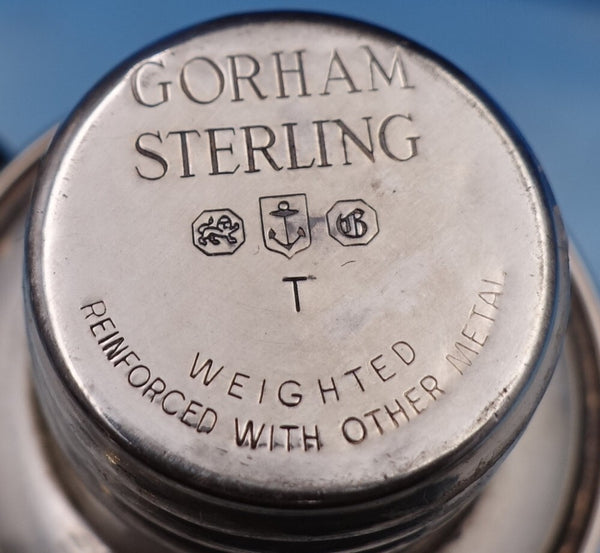 GORHAM
STERLING
G
T
WEIGHTED
REINFORCED WITH OTHER METAL